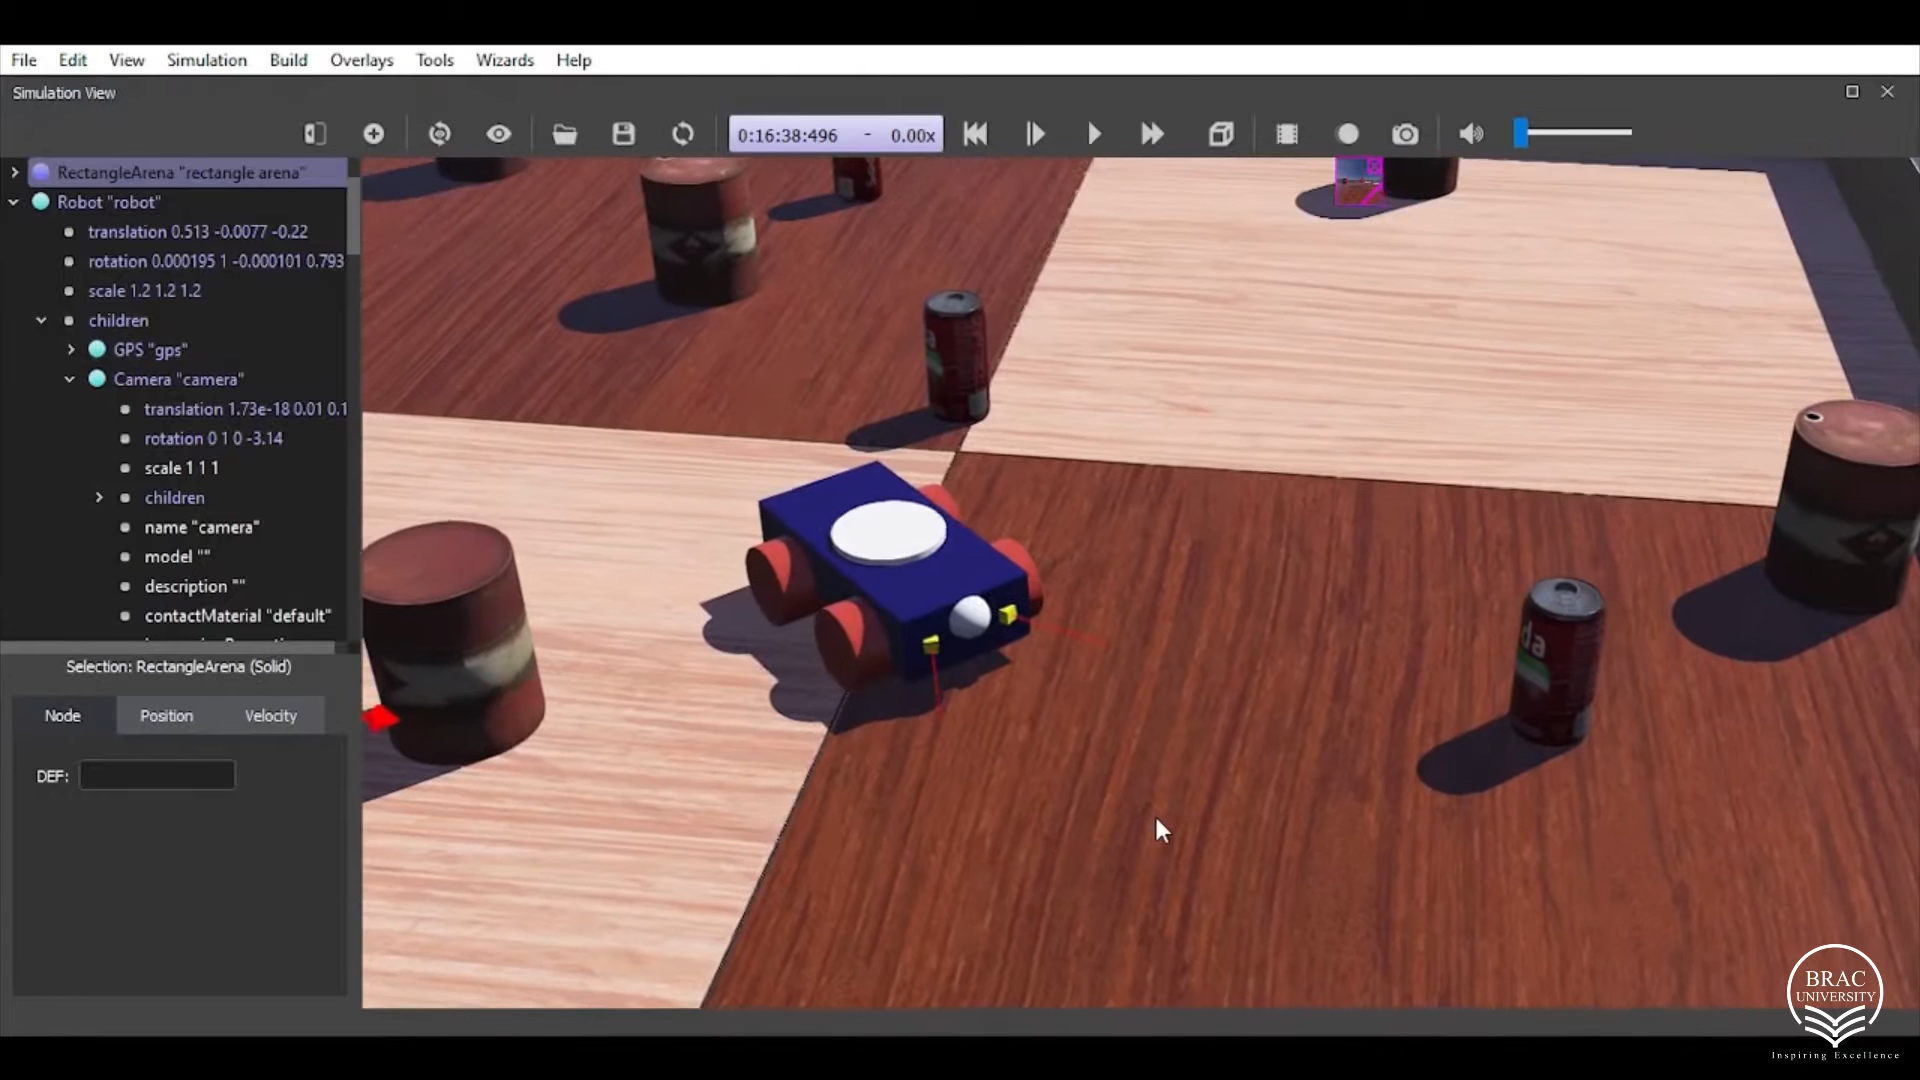 File Edit View Simulation Build Overlays Tools Wizards Help
Simulation View
0:16:38:496 - 0.00x
RectangleArena "rectangle arena"
Robot "robot"
translation 0.513 -0.0077 -0.22
rotation 0.000195 1 -0.000101 0.793
scale 1.2 1.2 1.2
children
GPS "gps"
Camera "camera"
translation 1.73e-18 0.01 0.1
rotation 0 1 0 -3.14
scale 1 1 1
children
name "camera"
model ""
description ""
contactMaterial "default"
Selection: RectangleArena (Solid)
Node Position Velocity
DEF:
da
BRAC
UNIVERSITY
Inspiring Excellence